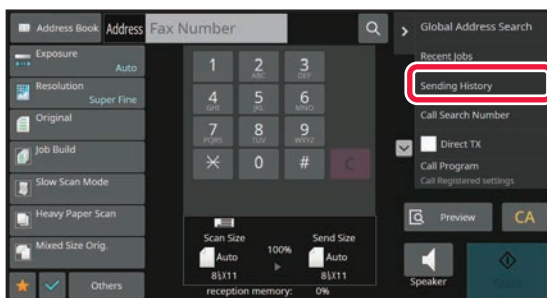 Address Book
Address
Fax Number
Exposure
Auto
Resolution
Super Fine
Original
Job Build
Slow Scan Mode
Heavy Paper Scan
Mixed Size Orig.
Others
1
2
ABC
3
DEF
4
GHI
5
JKL
6
MNO
7
PQRS
8
TUV
9
WXYZ
0
#
C
Scan Size
Send Size
100%
Auto
Auto
8½X11
8½X11
reception memory: 0%
Global Address Search
Recent Jobs
Sending History
Call Search Number
Direct TX
Call Program
Call Registered settings
Preview
CA
Speaker
Start